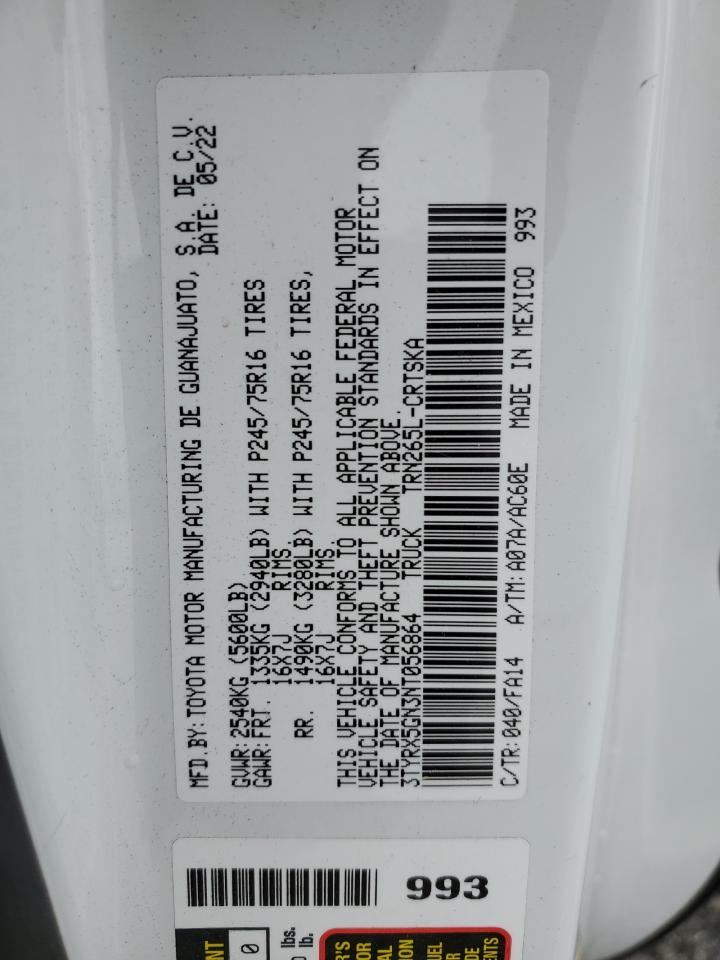 MFD.BY:TOYOTA MOTOR MANUFACTURING DE GUANAJUATO, S.A. DE C.V.
DATE: 05/22
GVWR:2540KG (5600LB)
GAWR:FRT. 1335KG (2940LB) WITH P245/75R16 TIRES
16X7J RIMS.
RR. 1490KG (3280LB) WITH P245/75R16 TIRES,
16X7J RIMS.
THIS VEHICLE CONFORMS TO ALL APPLICABLE FEDERAL MOTOR
VEHICLE SAFETY AND THEFT PREVENTION STANDARDS IN EFFECT ON
THE DATE OF MANUFACTURE SHOWN ABOVE.
3TYRX5GN3NT056864 TRUCK TRN265L-CRTSKA
C/TR:040/FA14 A/TM:A07A/AC60E MADE IN MEXICO 993
993
0
lbs.
lb.